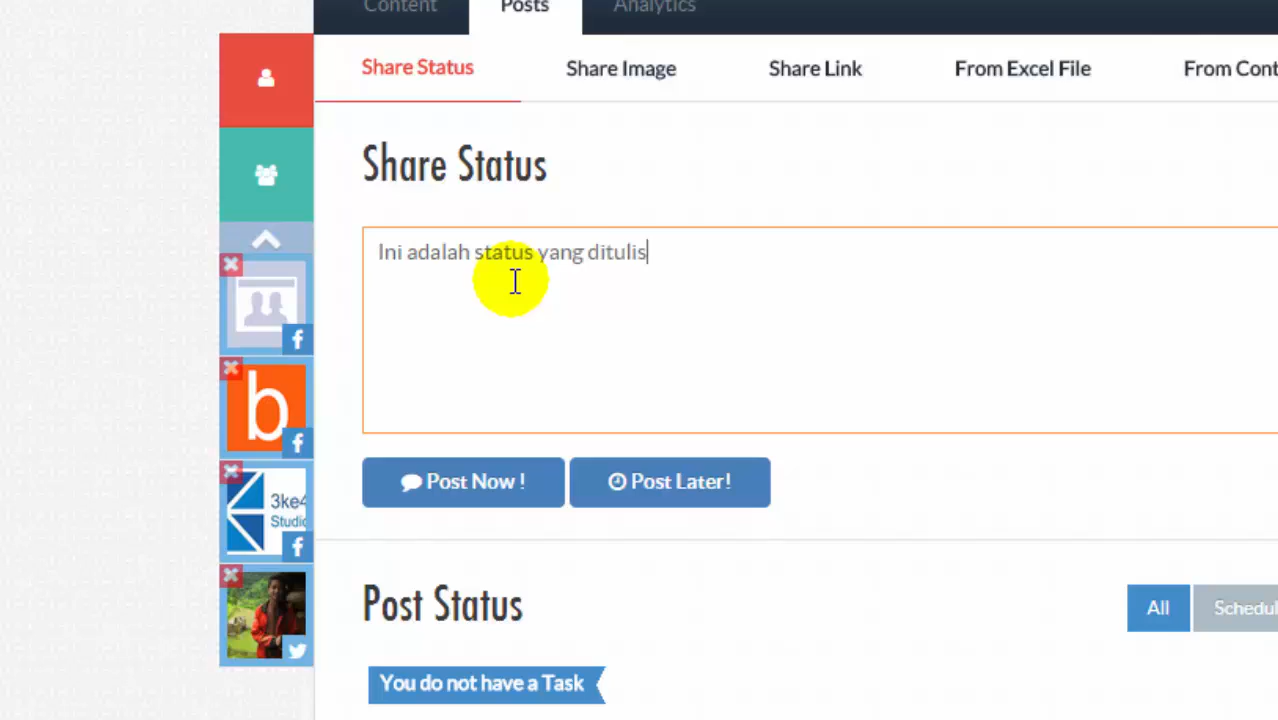 Content Posts Analytics
Share Status Share Image Share Link From Excel File From Cont
Share Status
Ini adalah status yang ditulis
b
3ke4
Studio
Post Now ! Post Later!
Post Status
All Schedul
You do not have a Task